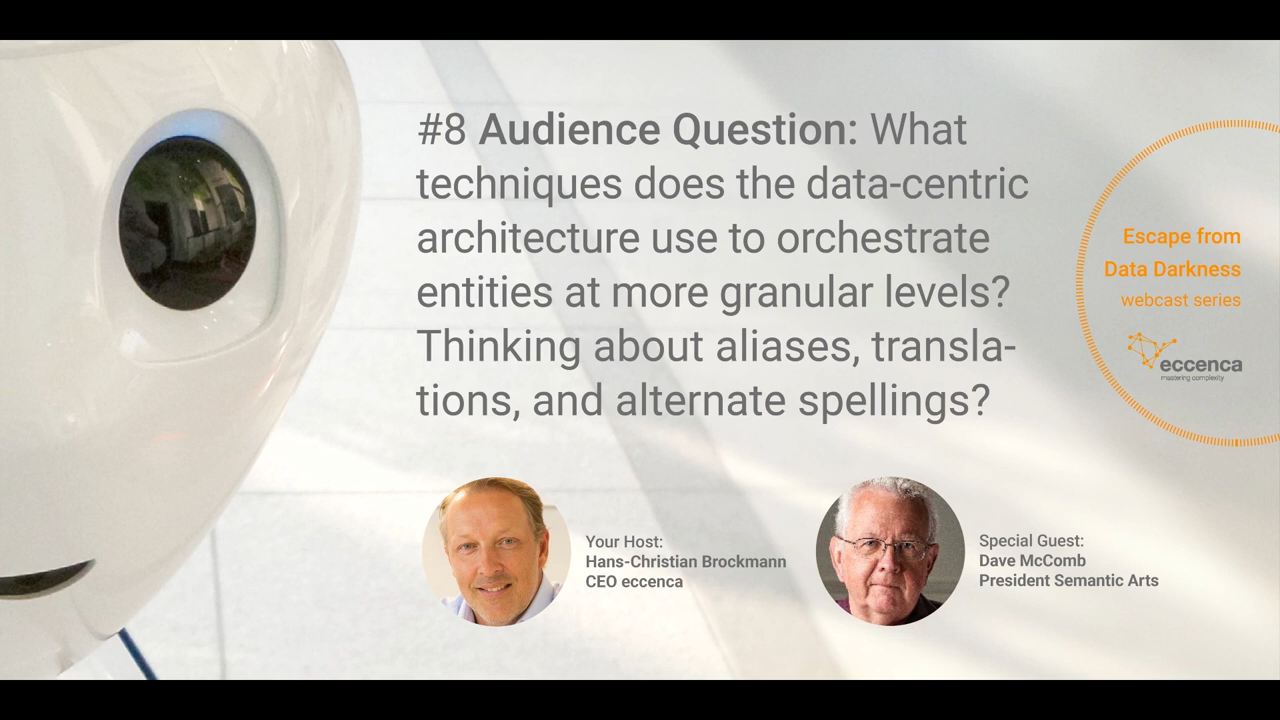 #8 Audience Question: What
techniques does the data-centric
architecture use to orchestrate
entities at more granular levels?
Thinking about aliases, transla-
tions, and alternate spellings?
Escape from
Data Darkness
webcast series
eccenca
mastering complexity
Your Host:
Hans-Christian Brockmann
CEO eccenca
Special Guest:
Dave McComb
President Semantic Arts